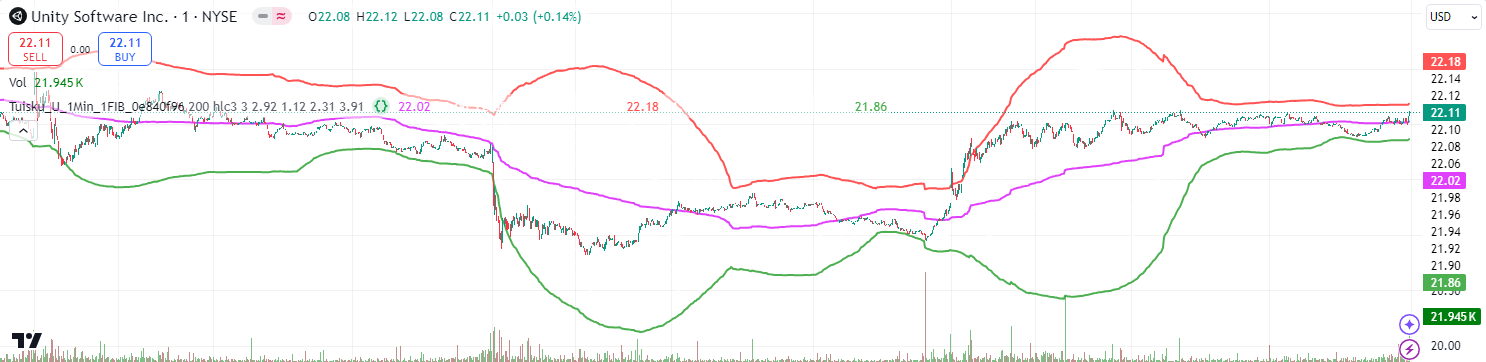 Unity Software Inc. · 1 · NYSE O22.08 H22.12 L22.08 C22.11 +0.03 (+0.14%)
USD
22.11 SELL
0.00
22.11 BUY
Vol 21.945 K
Tuisku_U_1Min_1FIB_0e840f96 200 hlc3 3 2.92 1.12 2.31 3.91 22.02 22.18 21.86
22.18
22.14
22.12
22.11
22.10
22.08
22.06
22.02
21.98
21.96
21.94
21.92
21.90
21.86
21.945 K
20.00